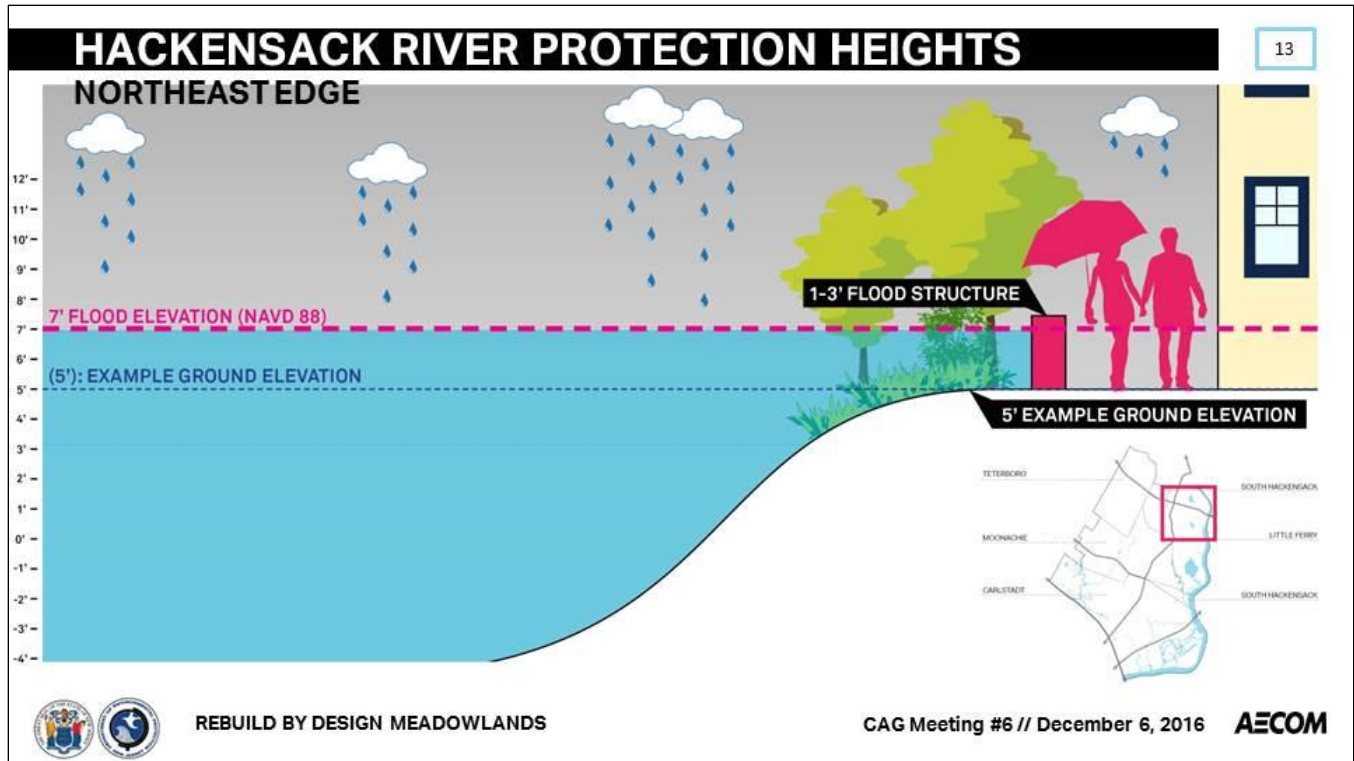 HACKENSACK RIVER PROTECTION HEIGHTS
13
NORTHEAST EDGE
12'
11'
10'
9'
8'
7'
6'
5'
4'
3'
2'
1'
0'
-1'
-2'
-3'
-4'
1-3' FLOOD STRUCTURE
7' FLOOD ELEVATION (NAVD 88)
(5'): EXAMPLE GROUND ELEVATION
5' EXAMPLE GROUND ELEVATION
TETERBORO
SOUTH HACKENSACK
MOONACHIE
LITTLE FERRY
CARLSTADT
SOUTH HACKENSACK
REBUILD BY DESIGN MEADOWLANDS
CAG Meeting #6 // December 6, 2016
AECOM